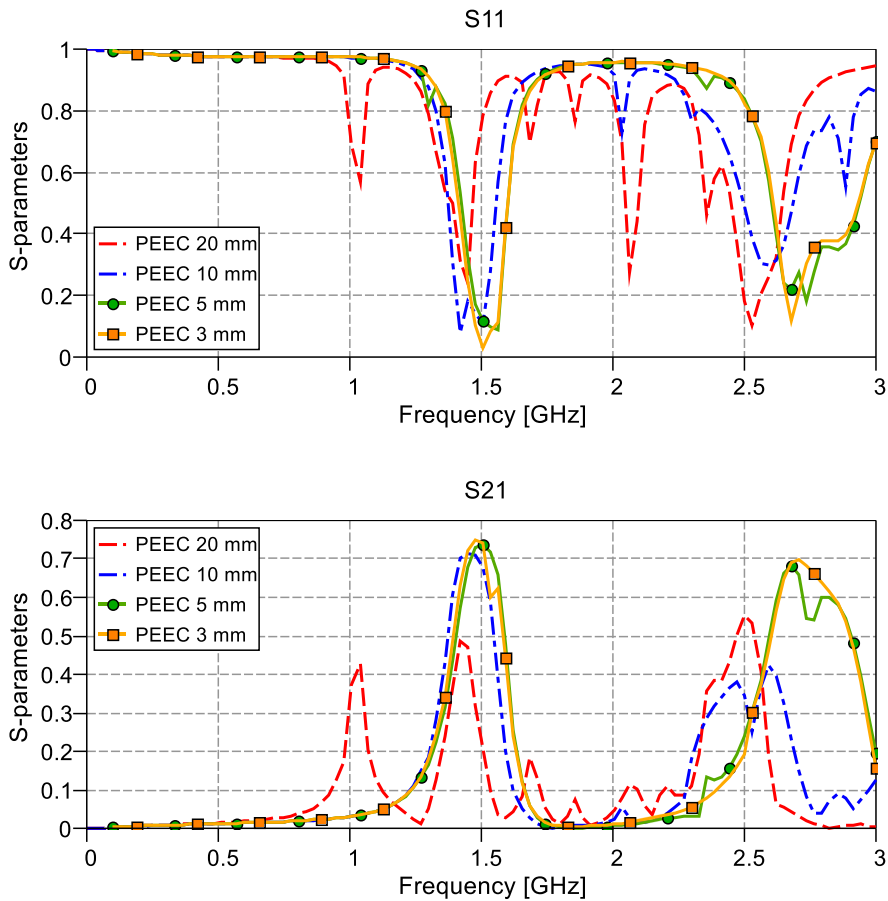 S11
1
0.8
0.6
0.4
0.2
0
S-parameters
PEEC 20 mm
PEEC 10 mm
PEEC 5 mm
PEEC 3 mm
0 0.5 1 1.5 2 2.5 3
Frequency [GHz]
S21
0.8
0.7
0.6
0.5
0.4
0.3
0.2
0.1
0
S-parameters
PEEC 20 mm
PEEC 10 mm
PEEC 5 mm
PEEC 3 mm
0 0.5 1 1.5 2 2.5 3
Frequency [GHz]